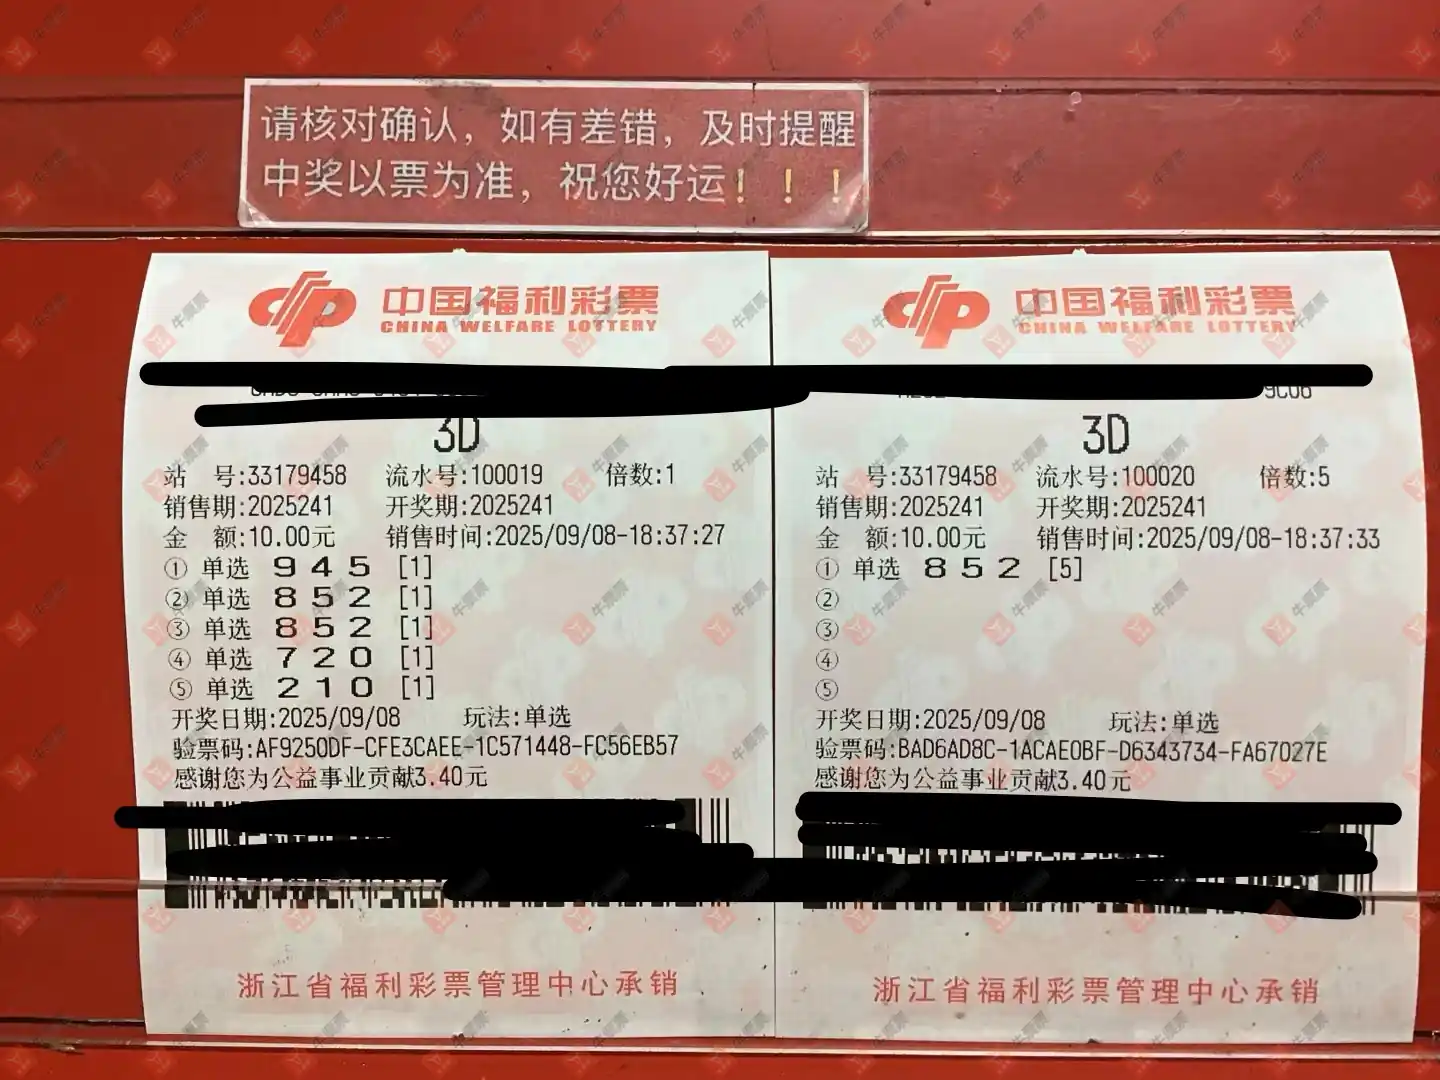 请核对确认，如有差错，及时提醒
中奖以票为准，祝您好运！！！
中国福利彩票
CHINA WELFARE LOTTERY
3D
站 号:33179458 流水号:100019 倍数:1
销售期:2025241 开奖期:2025241
金 额:10.00元 销售时间:2025/09/08-18:37:27
① 单选 9 4 5 [1]
② 单选 8 5 2 [1]
③ 单选 8 5 2 [1]
④ 单选 7 2 0 [1]
⑤ 单选 2 1 0 [1]
开奖日期:2025/09/08 玩法:单选
验票码:AF9250DF-CFE3CAEE-1C571448-FC56EB57
感谢您为公益事业贡献3.40元
浙江省福利彩票管理中心承销
中国福利彩票
CHINA WELFARE LOTTERY
9C06
3D
站 号:33179458 流水号:100020 倍数:5
销售期:2025241 开奖期:2025241
金 额:10.00元 销售时间:2025/09/08-18:37:33
① 单选 8 5 2 [5]
②
③
④
⑤
开奖日期:2025/09/08 玩法:单选
验票码:BAD6AD8C-1ACAE0BF-D6343734-FA67027E
感谢您为公益事业贡献3.40元
浙江省福利彩票管理中心承销